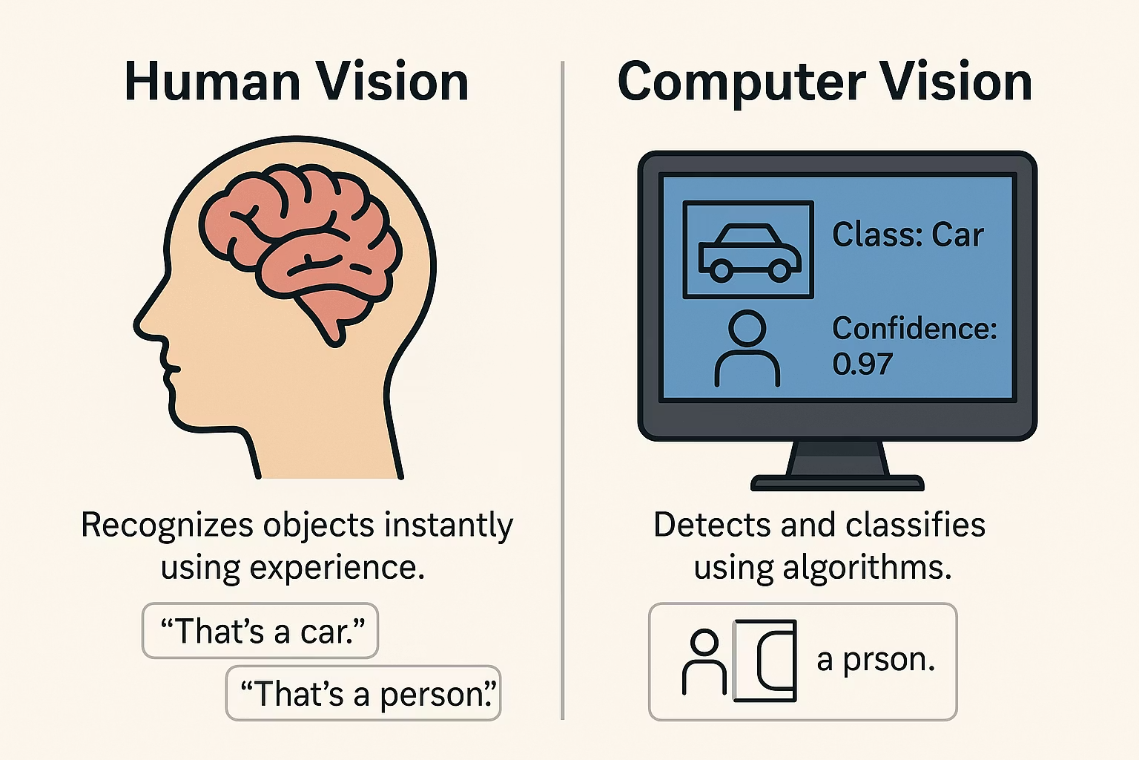 Human Vision
Recognizes objects instantly
using experience.
“That’s a car.”
“That’s a person.”
Computer Vision
Class: Car
Confidence:
0.97
Detects and classifies
using algorithms.
a prson.